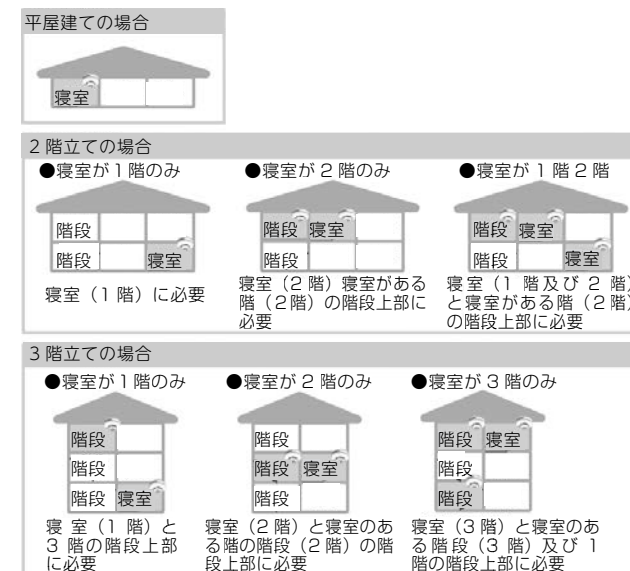 平屋建ての場合
寝室
2階立ての場合
●寝室が1階のみ
階段
階段 寝室
寝室（1階）に必要
●寝室が2階のみ
階段 寝室
階段
寝室（2階）寝室がある
階（2階）の階段上部に
必要
●寝室が1階2階
階段 寝室
階段 寝室
寝室（1階及び2階）
と寝室がある階（2階）
の階段上部に必要
3階立ての場合
●寝室が1階のみ
階段
階段
階段 寝室
寝室（1階）と
3階の階段上部
に必要
●寝室が2階のみ
階段
階段 寝室
階段
寝室（2階）と寝室のあ
る階の階段（2階）の階
段上部に必要
●寝室が3階のみ
階段 寝室
階段
階段
寝室（3階）と寝室のあ
る階段（3階）及び1
階の階段上部に必要